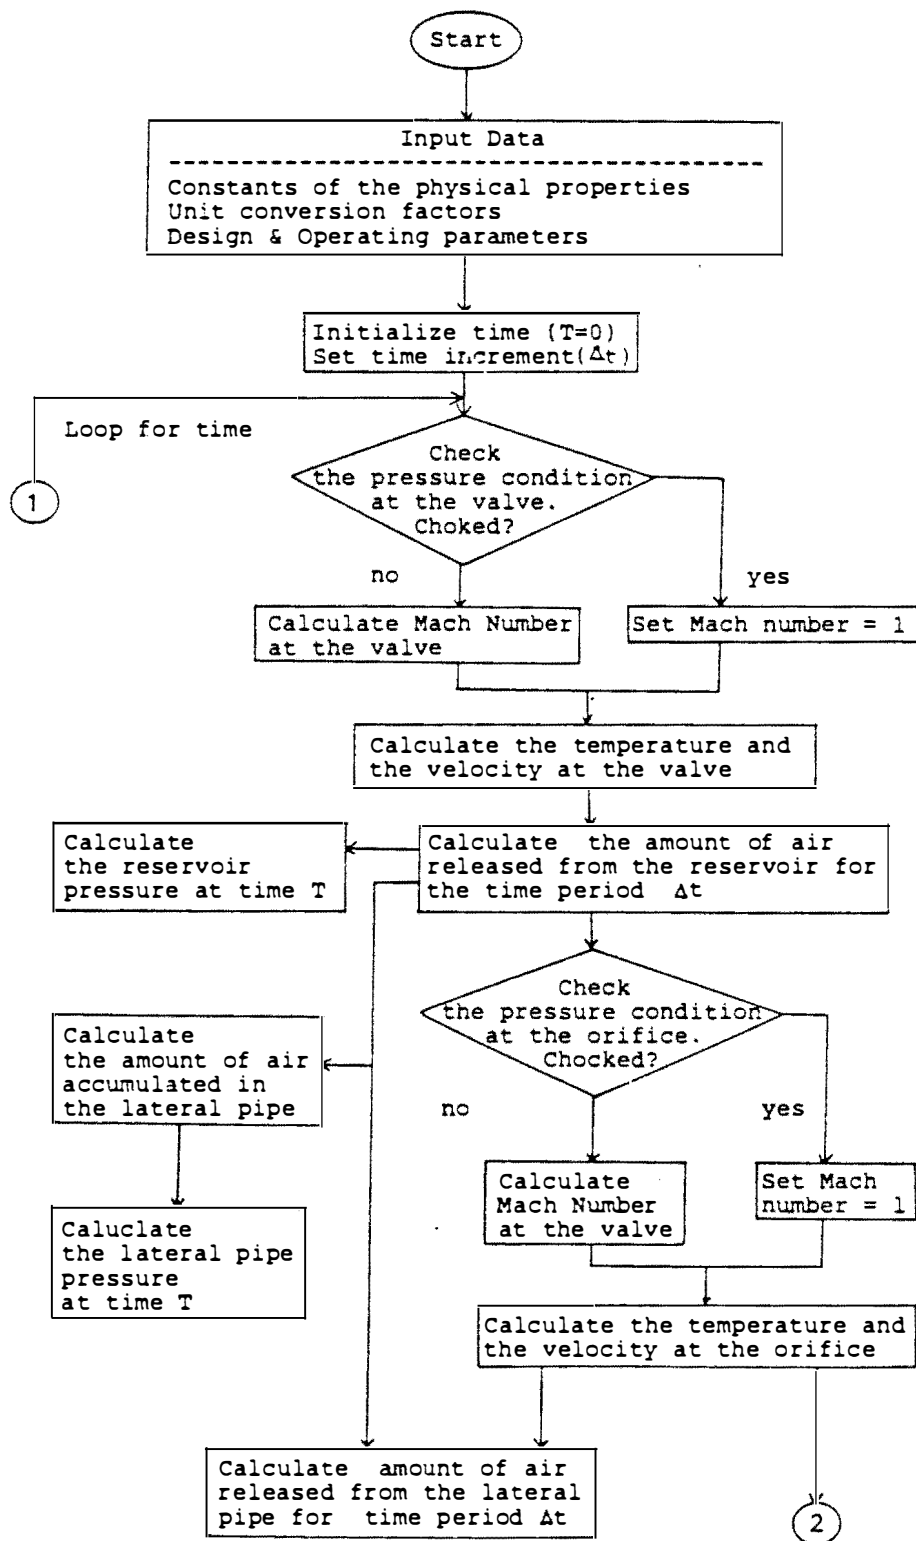 Start
Input Data
Constants of the physical properties
Unit conversion factors
Design & Operating parameters
Initialize time (T=0)
Set time increment(Δt)
Loop for time
1
Check
the pressure condition
at the valve.
Choked?
no
yes
Calculate Mach Number
at the valve
Set Mach number = 1
Calculate the temperature and
the velocity at the valve
Calculate
the reservoir
pressure at time T
Calculate the amount of air
released from the reservoir for
the time period Δt
Check
the pressure condition
at the orifice.
Chocked?
Calculate
the amount of air
accumulated in
the lateral pipe
no
yes
Calculate
Mach Number
at the valve
Set Mach
number = 1
Caluclate
the lateral pipe
pressure
at time T
Calculate the temperature and
the velocity at the orifice
Calculate amount of air
released from the lateral
pipe for time period Δt
2